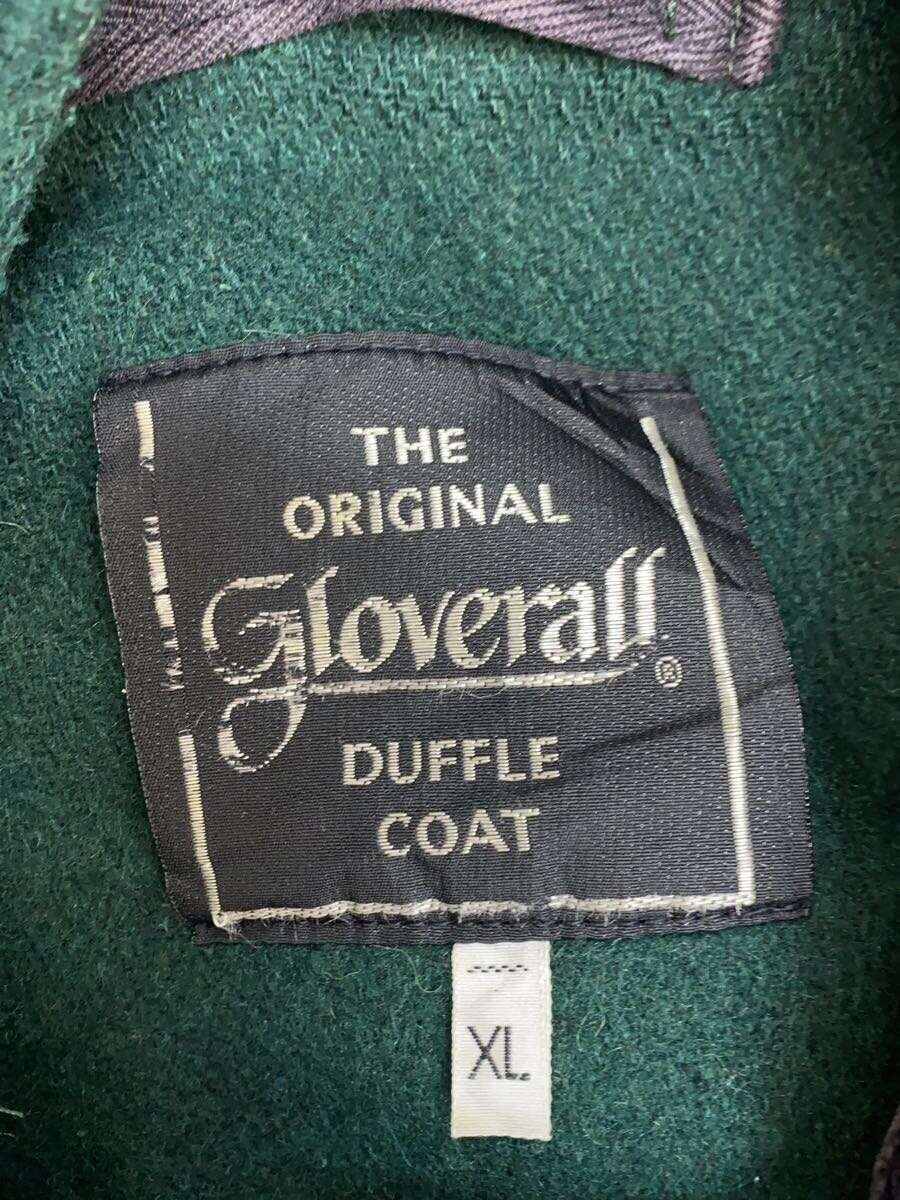 THE
ORIGINAL
Gloverall®
DUFFLE
COAT
XL